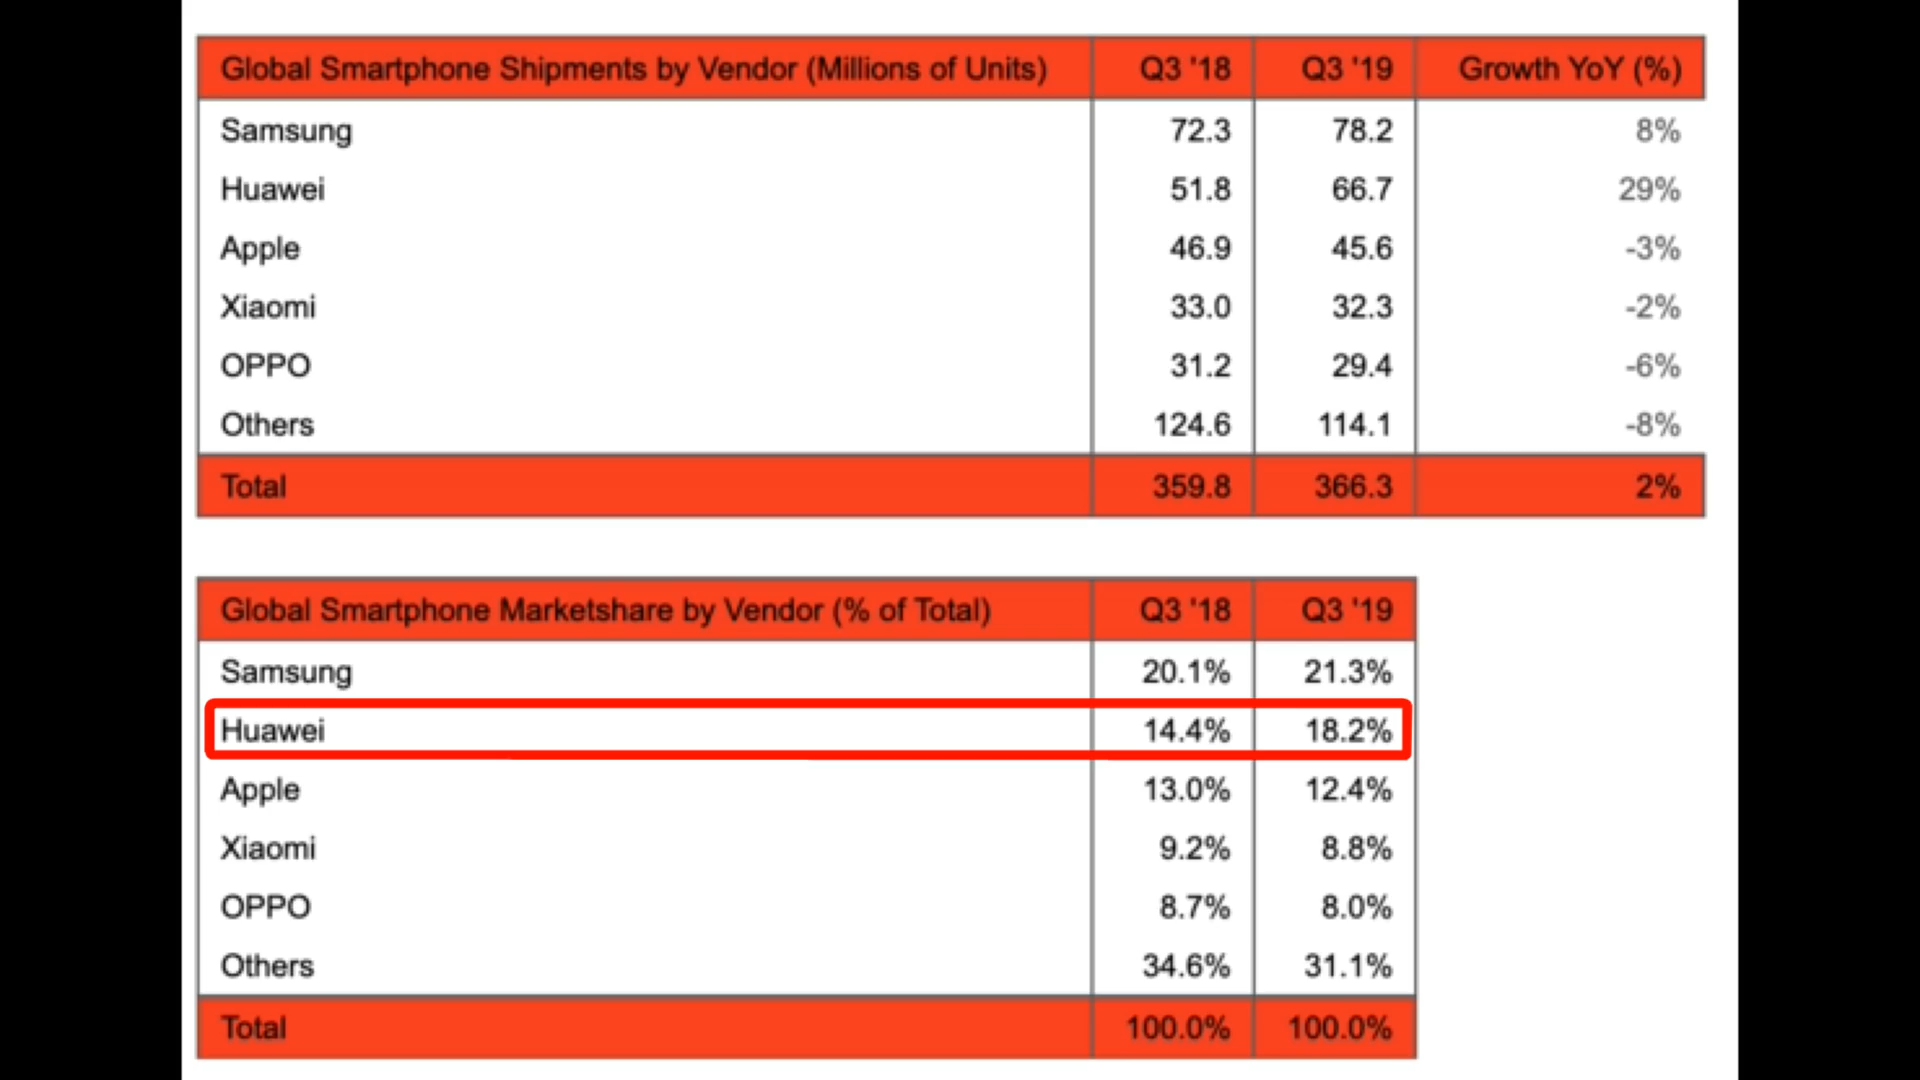 Global Smartphone Shipments by Vendor (Millions of Units) Q3 '18 Q3 '19 Growth YoY (%)
Samsung 72.3 78.2 8%
Huawei 51.8 66.7 29%
Apple 46.9 45.6 -3%
Xiaomi 33.0 32.3 -2%
OPPO 31.2 29.4 -6%
Others 124.6 114.1 -8%
Total 359.8 366.3 2%
Global Smartphone Marketshare by Vendor (% of Total) Q3 '18 Q3 '19
Samsung 20.1% 21.3%
Huawei 14.4% 18.2%
Apple 13.0% 12.4%
Xiaomi 9.2% 8.8%
OPPO 8.7% 8.0%
Others 34.6% 31.1%
Total 100.0% 100.0%